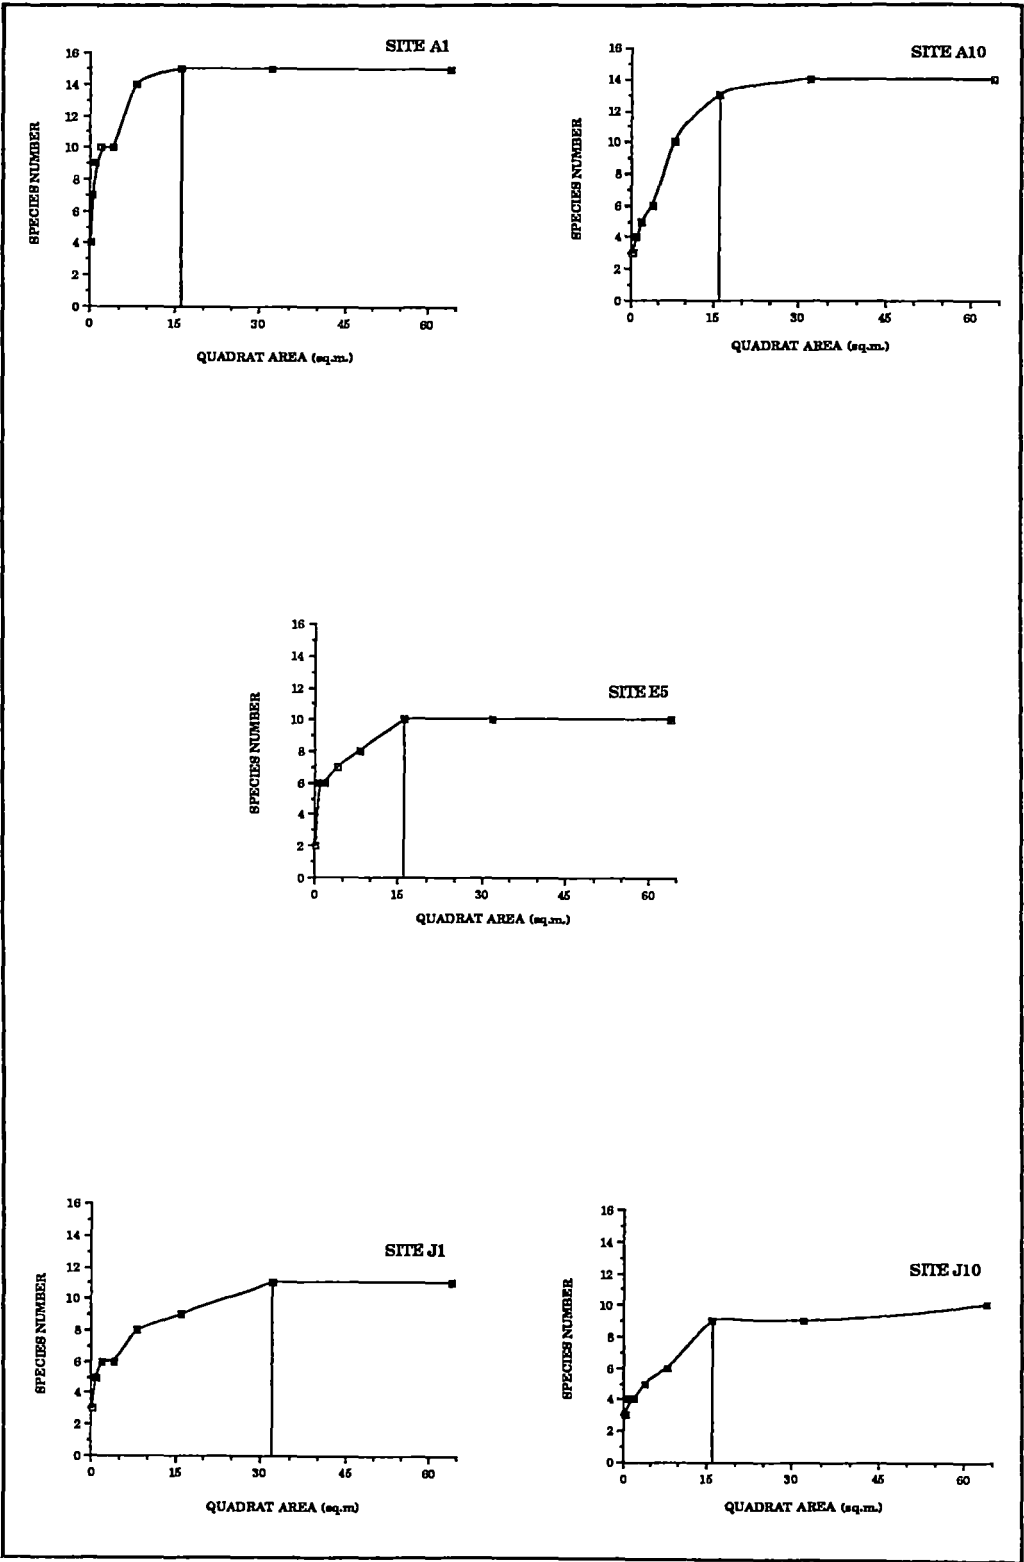 SITE A1
16
14
12
10
8
6
4
2
0
SPECIES NUMBER
0 15 30 45 60
QUADRAT AREA (sq.m.)
SITE A10
16
14
12
10
8
6
4
2
0
SPECIES NUMBER
0 15 30 45 60
QUADRAT AREA (sq.m.)
SITE E5
16
14
12
10
8
6
4
2
0
SPECIES NUMBER
0 15 30 45 60
QUADRAT AREA (sq.m.)
SITE J1
16
14
12
10
8
6
4
2
0
SPECIES NUMBER
0 15 30 45 60
QUADRAT AREA (sq.m)
SITE J10
16
14
12
10
8
6
4
2
0
SPECIES NUMBER
0 15 30 45 60
QUADRAT AREA (sq.m.)